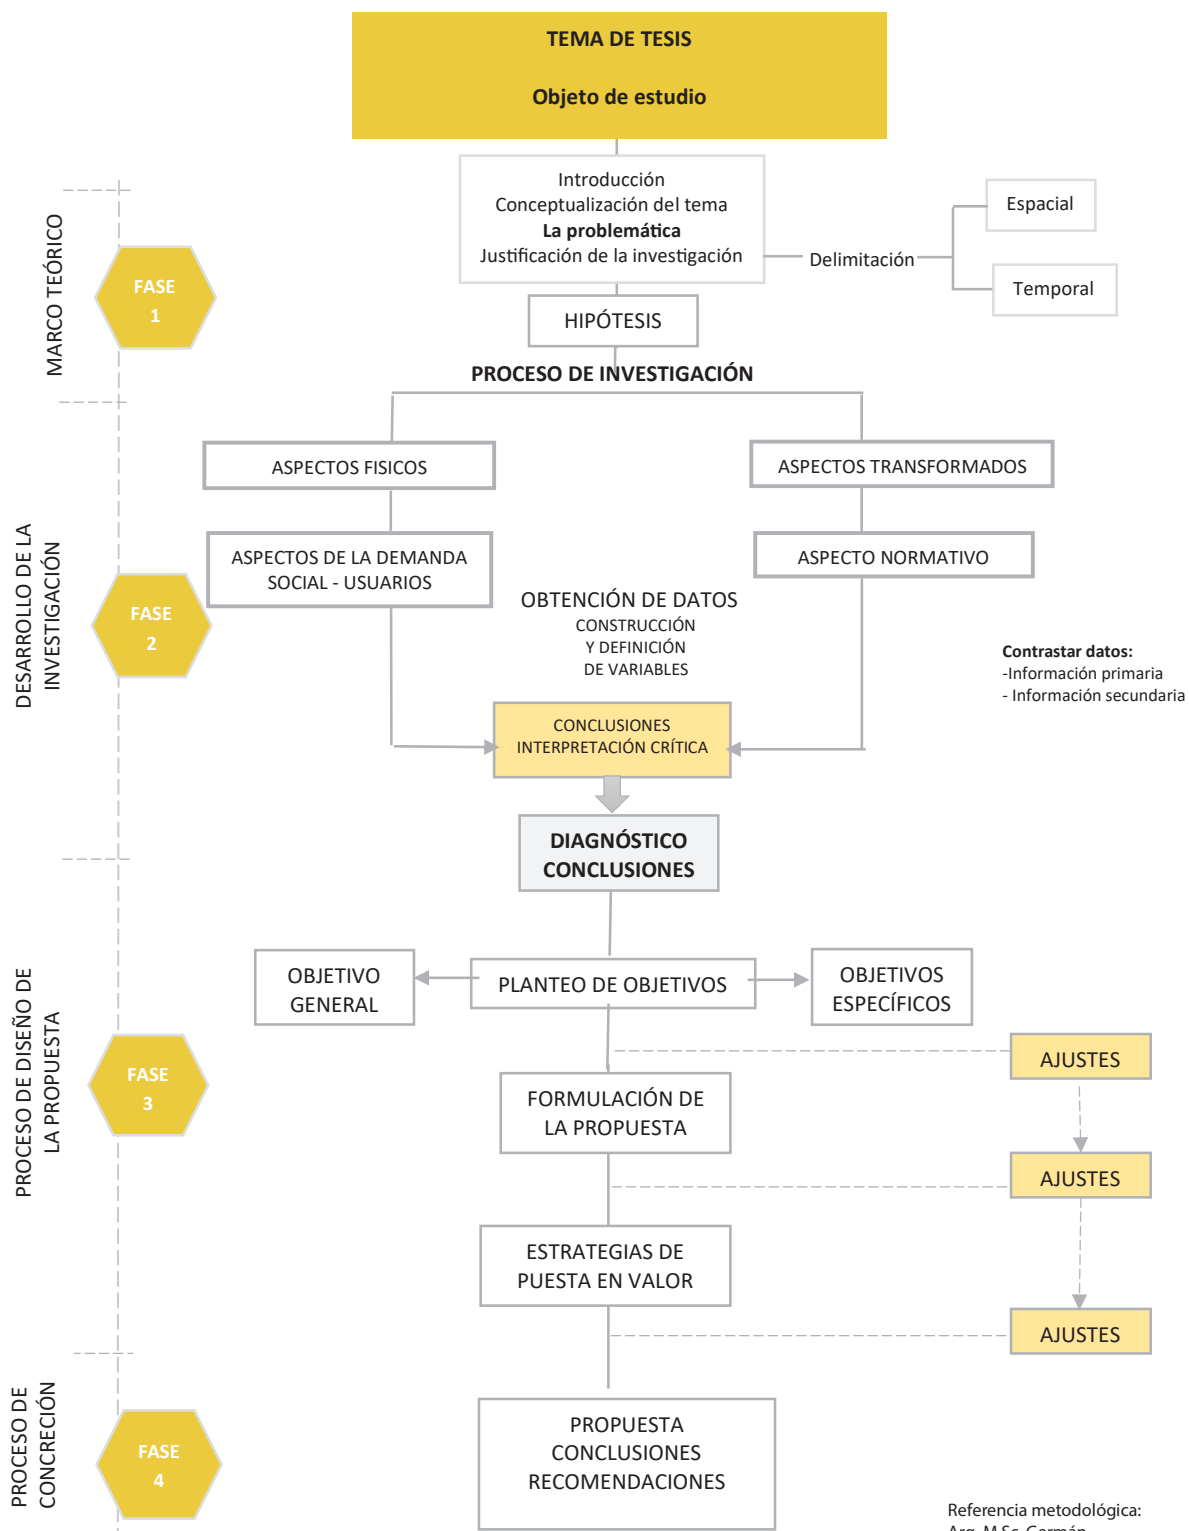 TEMA DE TESIS
Objeto de estudio
Introducción
Conceptualización del tema
La problemática
Justificación de la investigación
Delimitación
Espacial
Temporal
MARCO TEÓRICO
FASE
1
HIPÓTESIS
PROCESO DE INVESTIGACIÓN
ASPECTOS FISICOS
ASPECTOS TRANSFORMADOS
ASPECTOS DE LA DEMANDA
SOCIAL - USUARIOS
ASPECTO NORMATIVO
DESARROLLO DE LA
INVESTIGACIÓN
FASE
2
OBTENCIÓN DE DATOS
CONSTRUCCIÓN
Y DEFINICIÓN
DE VARIABLES
Contrastar datos:
-Información primaria
- Información secundaria
CONCLUSIONES
INTERPRETACIÓN CRÍTICA
DIAGNÓSTICO
CONCLUSIONES
OBJETIVO
GENERAL
PLANTEO DE OBJETIVOS
OBJETIVOS
ESPECÍFICOS
PROCESO DE DISEÑO DE
LA PROPUESTA
FASE
3
AJUSTES
FORMULACIÓN DE
LA PROPUESTA
AJUSTES
ESTRATEGIAS DE
PUESTA EN VALOR
AJUSTES
PROCESO DE
CONCRECIÓN
FASE
4
PROPUESTA
CONCLUSIONES
RECOMENDACIONES
Referencia metodológica:
Arq. M.Sc. Germán